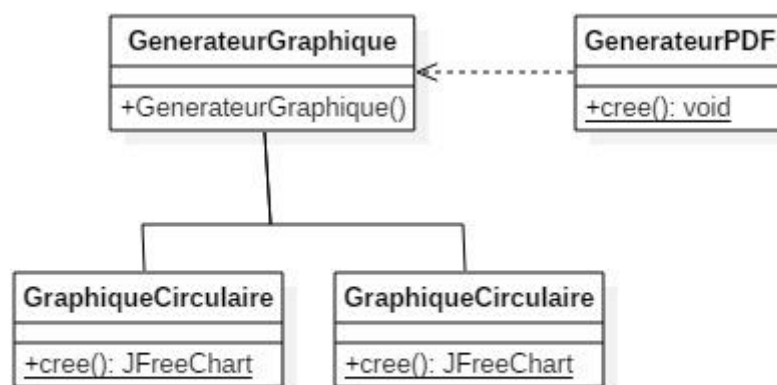 GenerateurGraphique
+GenerateurGraphique()
GenerateurPDF
+cree(): void
GraphiqueCirculaire
+cree(): JFreeChart
GraphiqueCirculaire
+cree(): JFreeChart